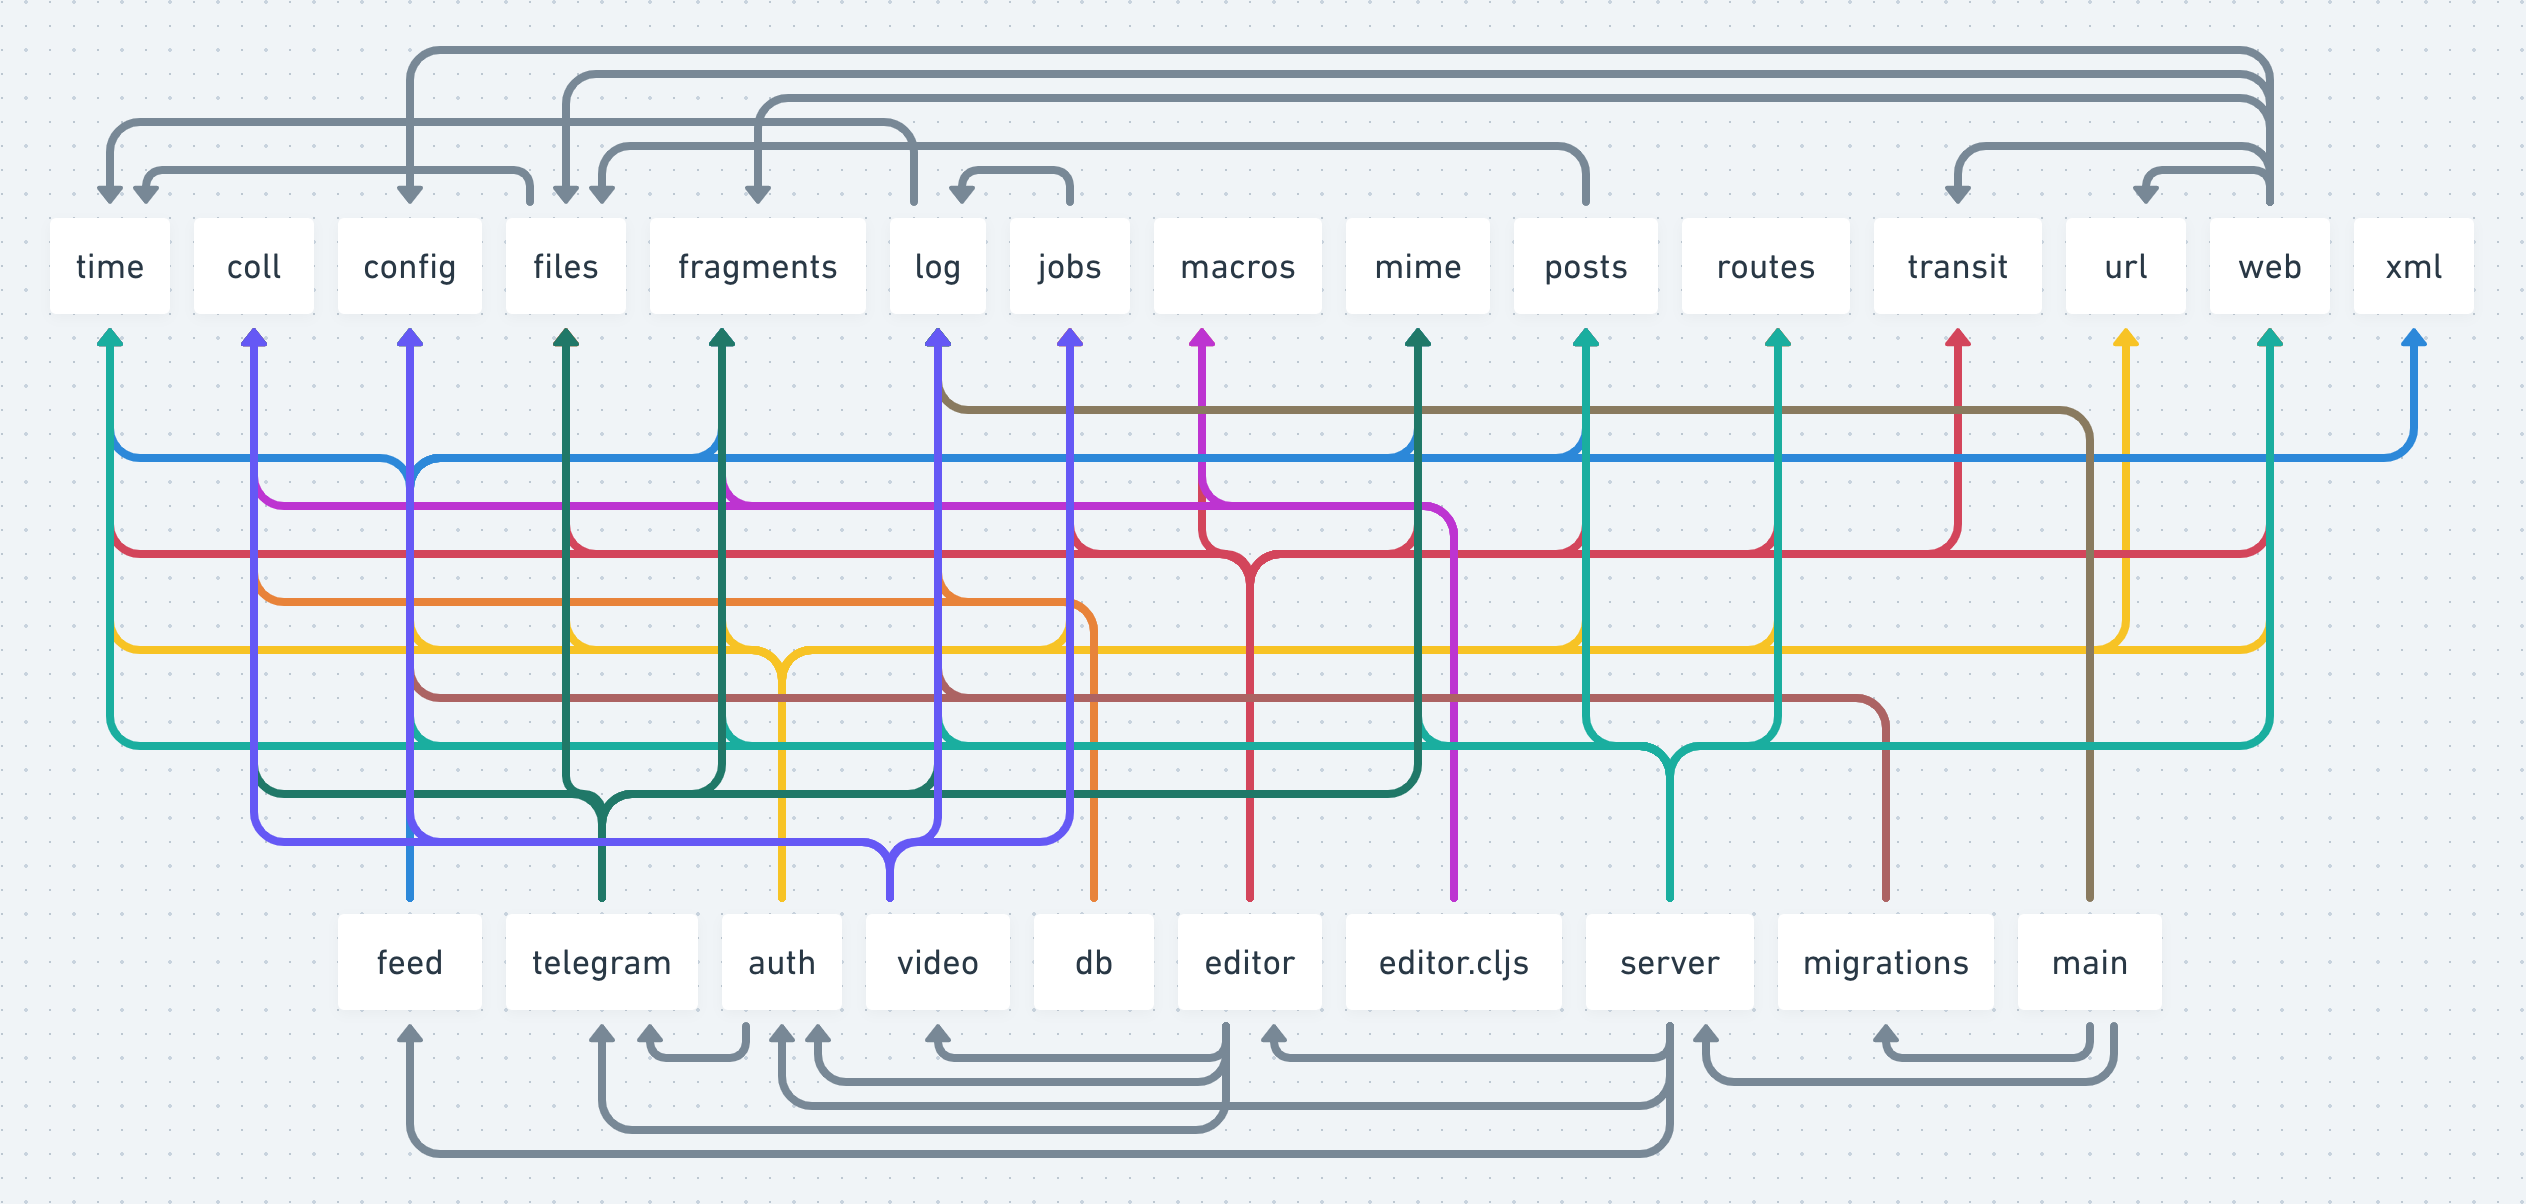 time coll config files fragments log jobs macros mime posts routes transit url web xml
feed telegram auth video db editor editor.cljs server migrations main